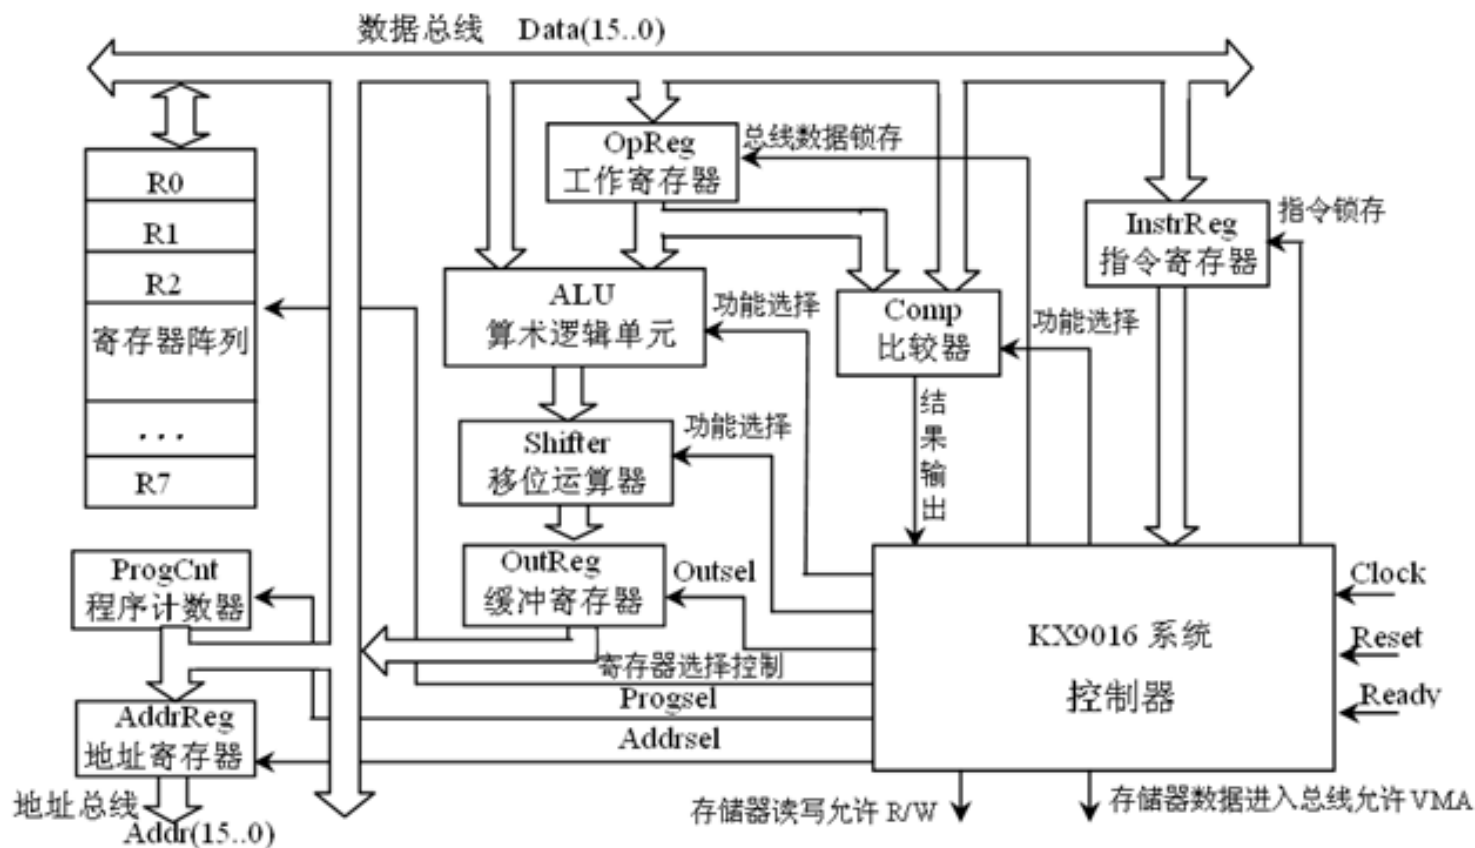 数据总线 Data(15..0)
OpReg
工作寄存器
总线数据锁存
R0
R1
R2
寄存器阵列
...
R7
InstrReg
指令寄存器
指令锁存
ALU
算术逻辑单元
功能选择
Comp
比较器
功能选择
结果输出
Shifter
移位运算器
功能选择
OutReg
缓冲寄存器
Outsel
ProgCnt
程序计数器
KX9016 系统
控制器
Clock
Reset
Ready
寄存器选择控制
Progsel
Addrsel
AddrReg
地址寄存器
地址总线
Addr(15..0)
存储器读写允许 R/W
存储器数据进入总线允许 VMA